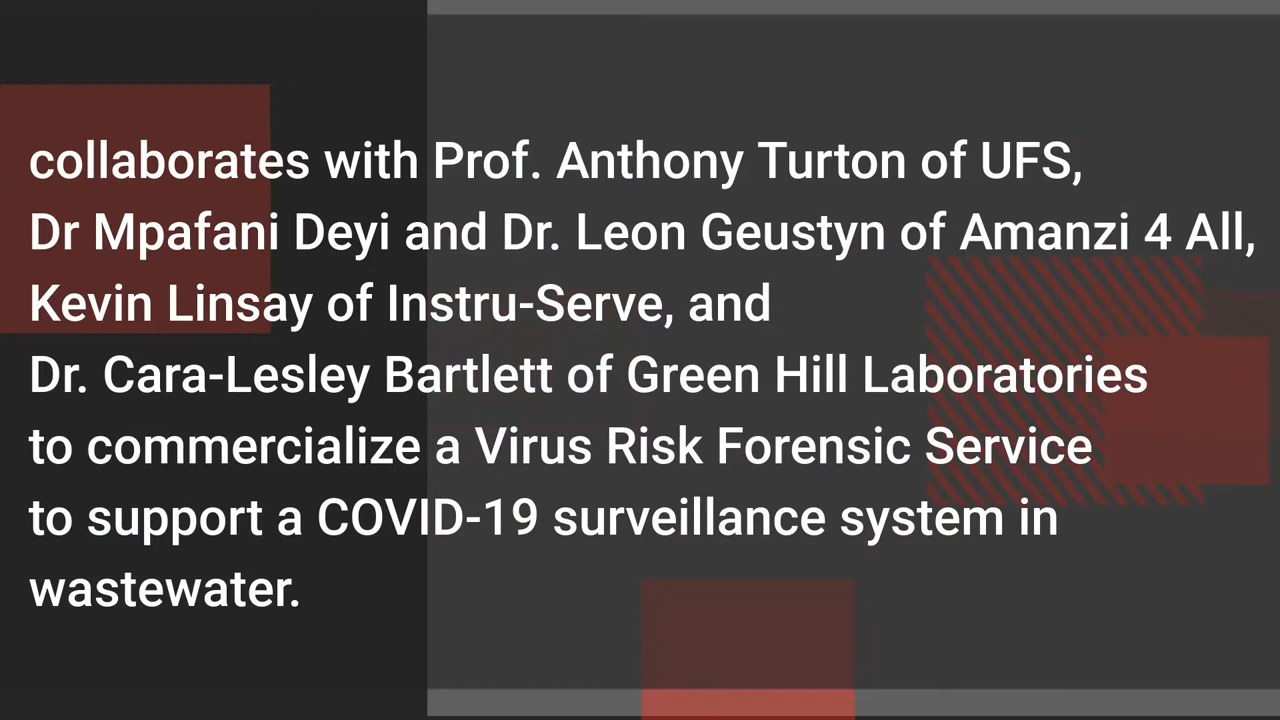 collaborates with Prof. Anthony Turton of UFS,
Dr Mpafani Deyi and Dr. Leon Geustyn of Amanzi 4 All,
Kevin Linsay of Instru-Serve, and
Dr. Cara-Lesley Bartlett of Green Hill Laboratories
to commercialize a Virus Risk Forensic Service
to support a COVID-19 surveillance system in
wastewater.